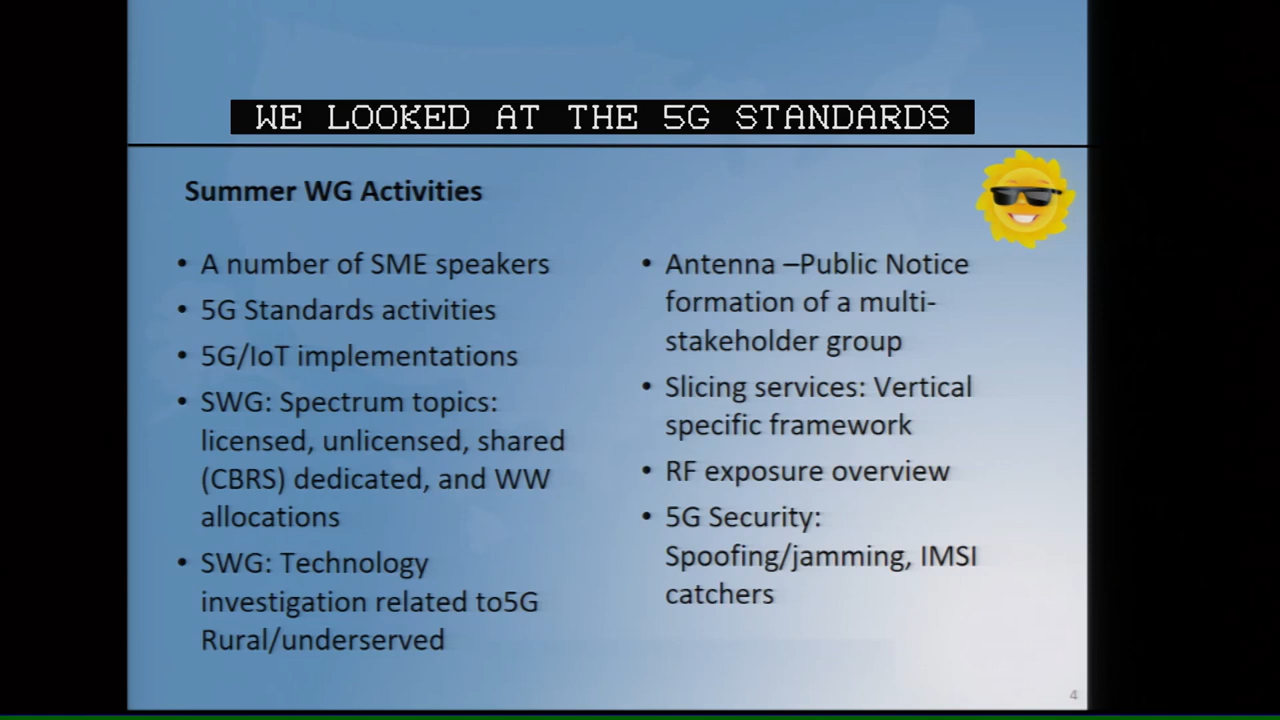 WE LOOKED AT THE 5G STANDARDS
Summer WG Activities
• A number of SME speakers
• 5G Standards activities
• 5G/IoT implementations
• SWG: Spectrum topics:
licensed, unlicensed, shared
(CBRS) dedicated, and WW
allocations
• SWG: Technology
investigation related to5G
Rural/underserved
• Antenna –Public Notice
formation of a multi-
stakeholder group
• Slicing services: Vertical
specific framework
• RF exposure overview
• 5G Security:
Spoofing/jamming, IMSI
catchers
4